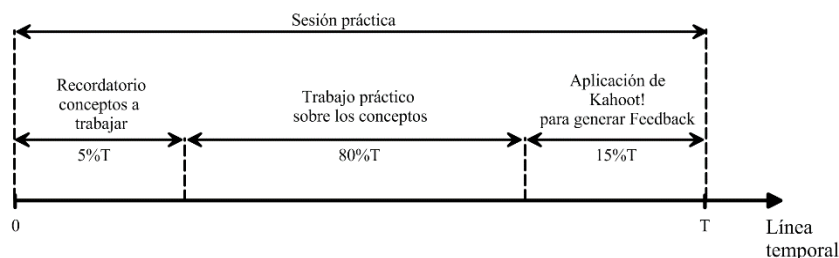 Sesión práctica
Recordatorio
conceptos a
trabajar
Trabajo práctico
sobre los conceptos
Aplicación de
Kahoot!
para generar Feedback
5%T
80%T
15%T
0
T
Línea
temporal